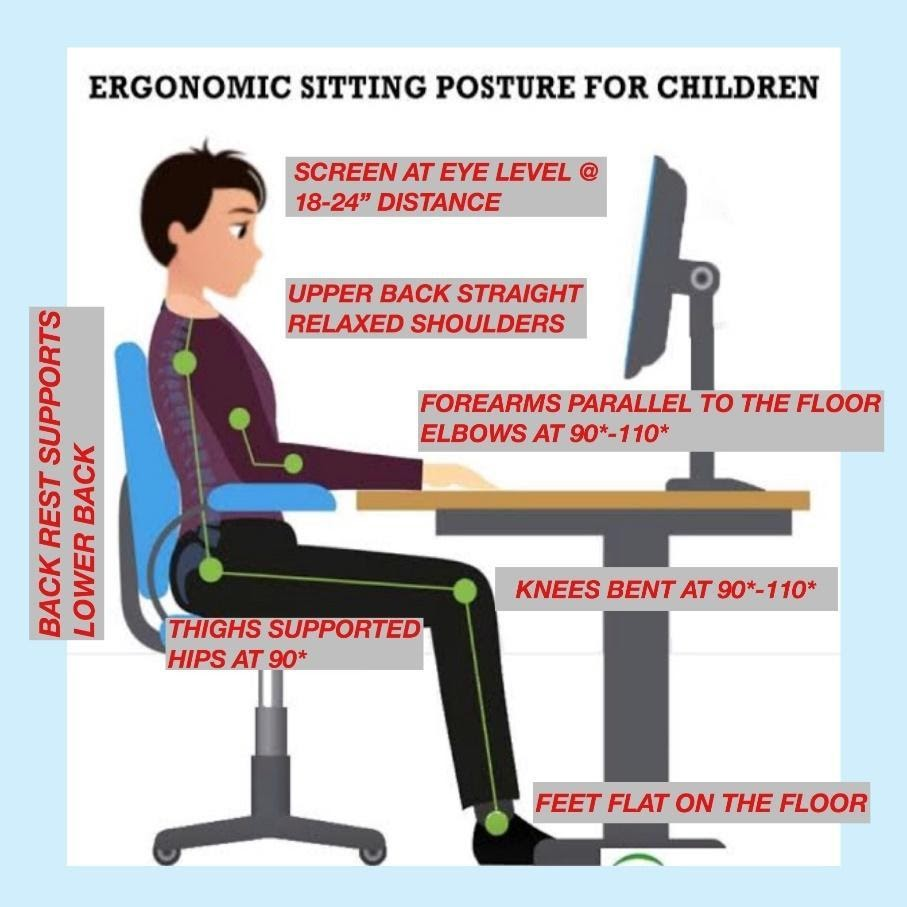 ERGONOMIC SITTING POSTURE FOR CHILDREN
SCREEN AT EYE LEVEL @
18-24” DISTANCE
UPPER BACK STRAIGHT
RELAXED SHOULDERS
BACK REST SUPPORTS
LOWER BACK
FOREARMS PARALLEL TO THE FLOOR
ELBOWS AT 90*-110*
KNEES BENT AT 90*-110*
THIGHS SUPPORTED
HIPS AT 90*
FEET FLAT ON THE FLOOR